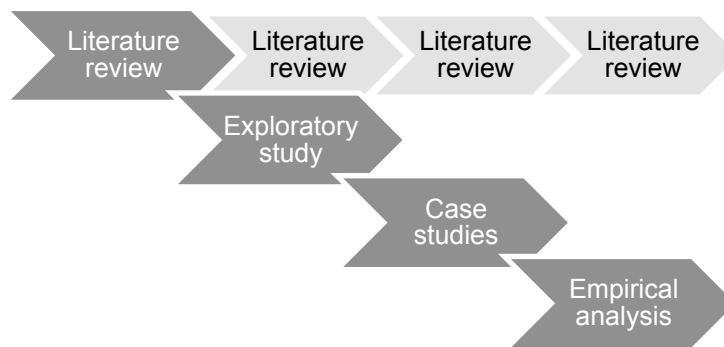 Literature
review
Literature
review
Literature
review
Literature
review
Exploratory
study
Case
studies
Empirical
analysis